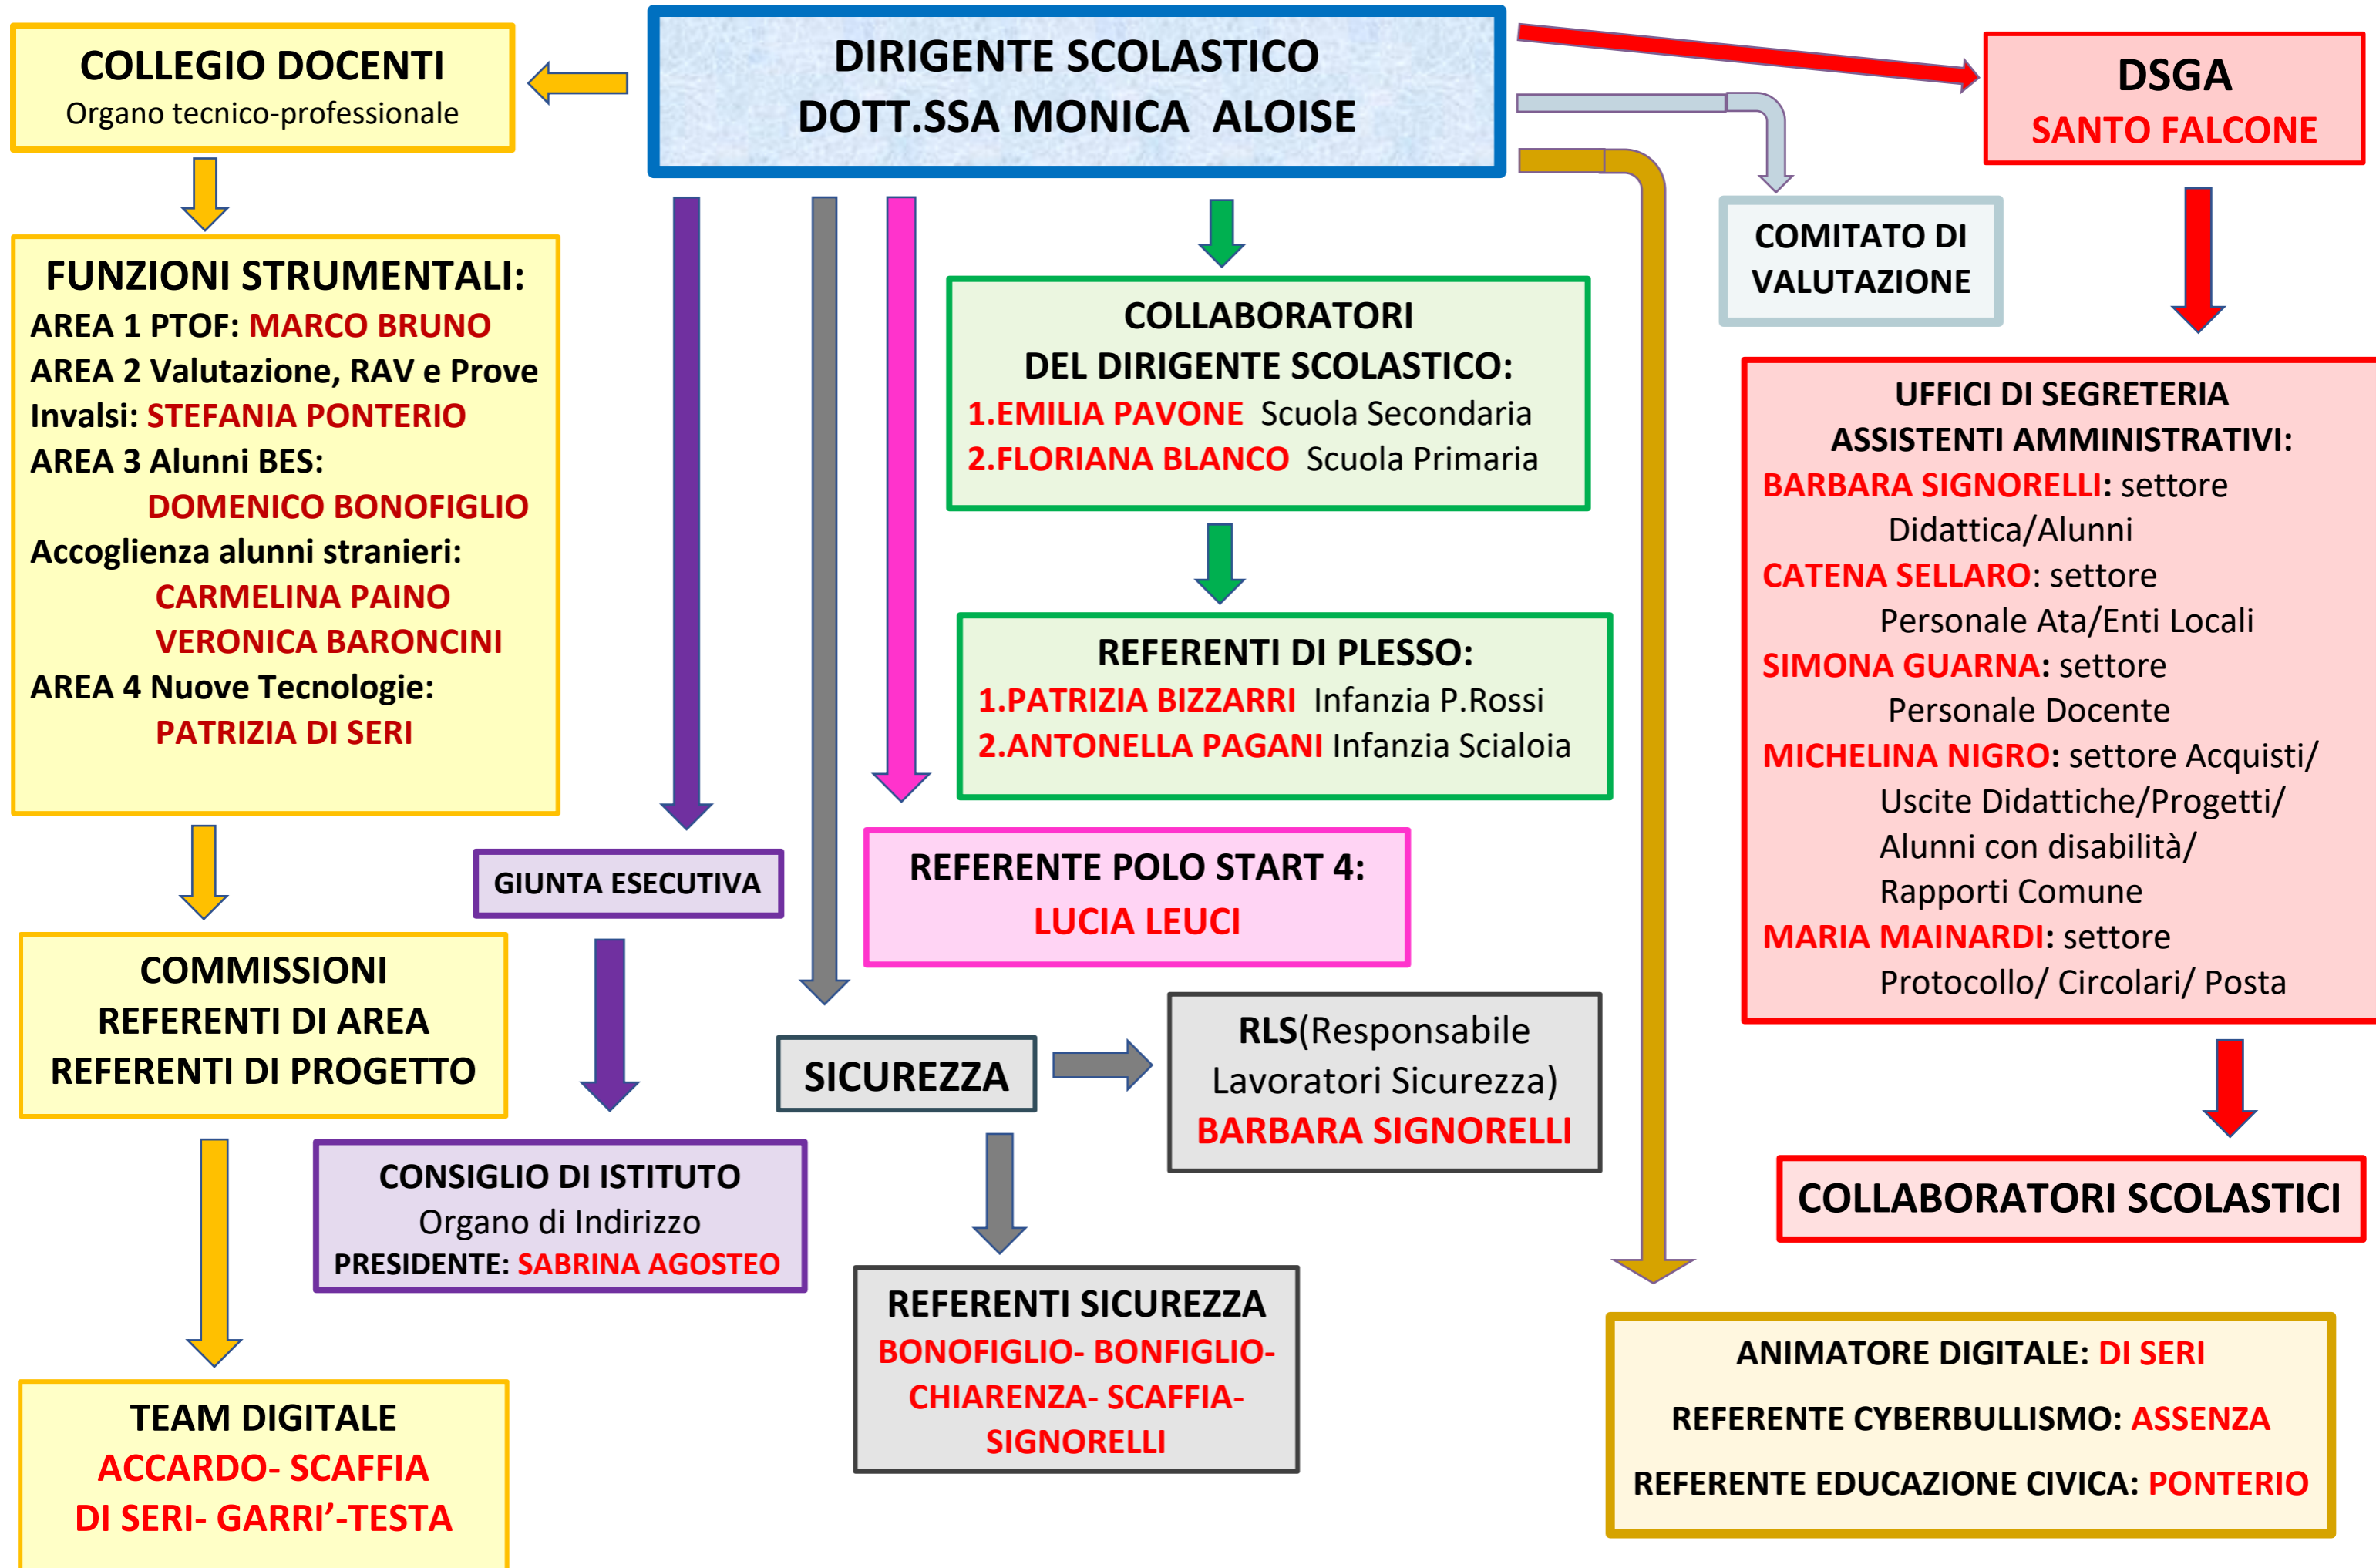 COLLEGIO DOCENTI
Organo tecnico-professionale
DIRIGENTE SCOLASTICO
DOTT.SSA MONICA ALOISE
DSGA
SANTO FALCONE
COMITATO DI
VALUTAZIONE
FUNZIONI STRUMENTALI:
AREA 1 PTOF: MARCO BRUNO
AREA 2 Valutazione, RAV e Prove
Invalsi: STEFANIA PONTERIO
AREA 3 Alunni BES:
DOMENICO BONOFIGLIO
Accoglienza alunni stranieri:
CARMELINA PAINO
VERONICA BARONCINI
AREA 4 Nuove Tecnologie:
PATRIZIA DI SERI
COLLABORATORI
DEL DIRIGENTE SCOLASTICO:
1.EMILIA PAVONE Scuola Secondaria
2.FLORIANA BLANCO Scuola Primaria
REFERENTI DI PLESSO:
1.PATRIZIA BIZZARRI Infanzia P.Rossi
2.ANTONELLA PAGANI Infanzia Scialoia
UFFICI DI SEGRETERIA
ASSISTENTI AMMINISTRATIVI:
BARBARA SIGNORELLI: settore
Didattica/Alunni
CATENA SELLARO: settore
Personale Ata/Enti Locali
SIMONA GUARNA: settore
Personale Docente
MICHELINA NIGRO: settore Acquisti/
Uscite Didattiche/Progetti/
Alunni con disabilità/
Rapporti Comune
MARIA MAINARDI: settore
Protocollo/ Circolari/ Posta
GIUNTA ESECUTIVA
REFERENTE POLO START 4:
LUCIA LEUCI
COMMISSIONI
REFERENTI DI AREA
REFERENTI DI PROGETTO
SICUREZZA
RLS(Responsabile
Lavoratori Sicurezza)
BARBARA SIGNORELLI
CONSIGLIO DI ISTITUTO
Organo di Indirizzo
PRESIDENTE: SABRINA AGOSTEO
COLLABORATORI SCOLASTICI
REFERENTI SICUREZZA
BONOFIGLIO- BONFIGLIO-
CHIARENZA- SCAFFIA-
SIGNORELLI
TEAM DIGITALE
ACCARDO- SCAFFIA
DI SERI- GARRI’-TESTA
ANIMATORE DIGITALE: DI SERI
REFERENTE CYBERBULLISMO: ASSENZA
REFERENTE EDUCAZIONE CIVICA: PONTERIO